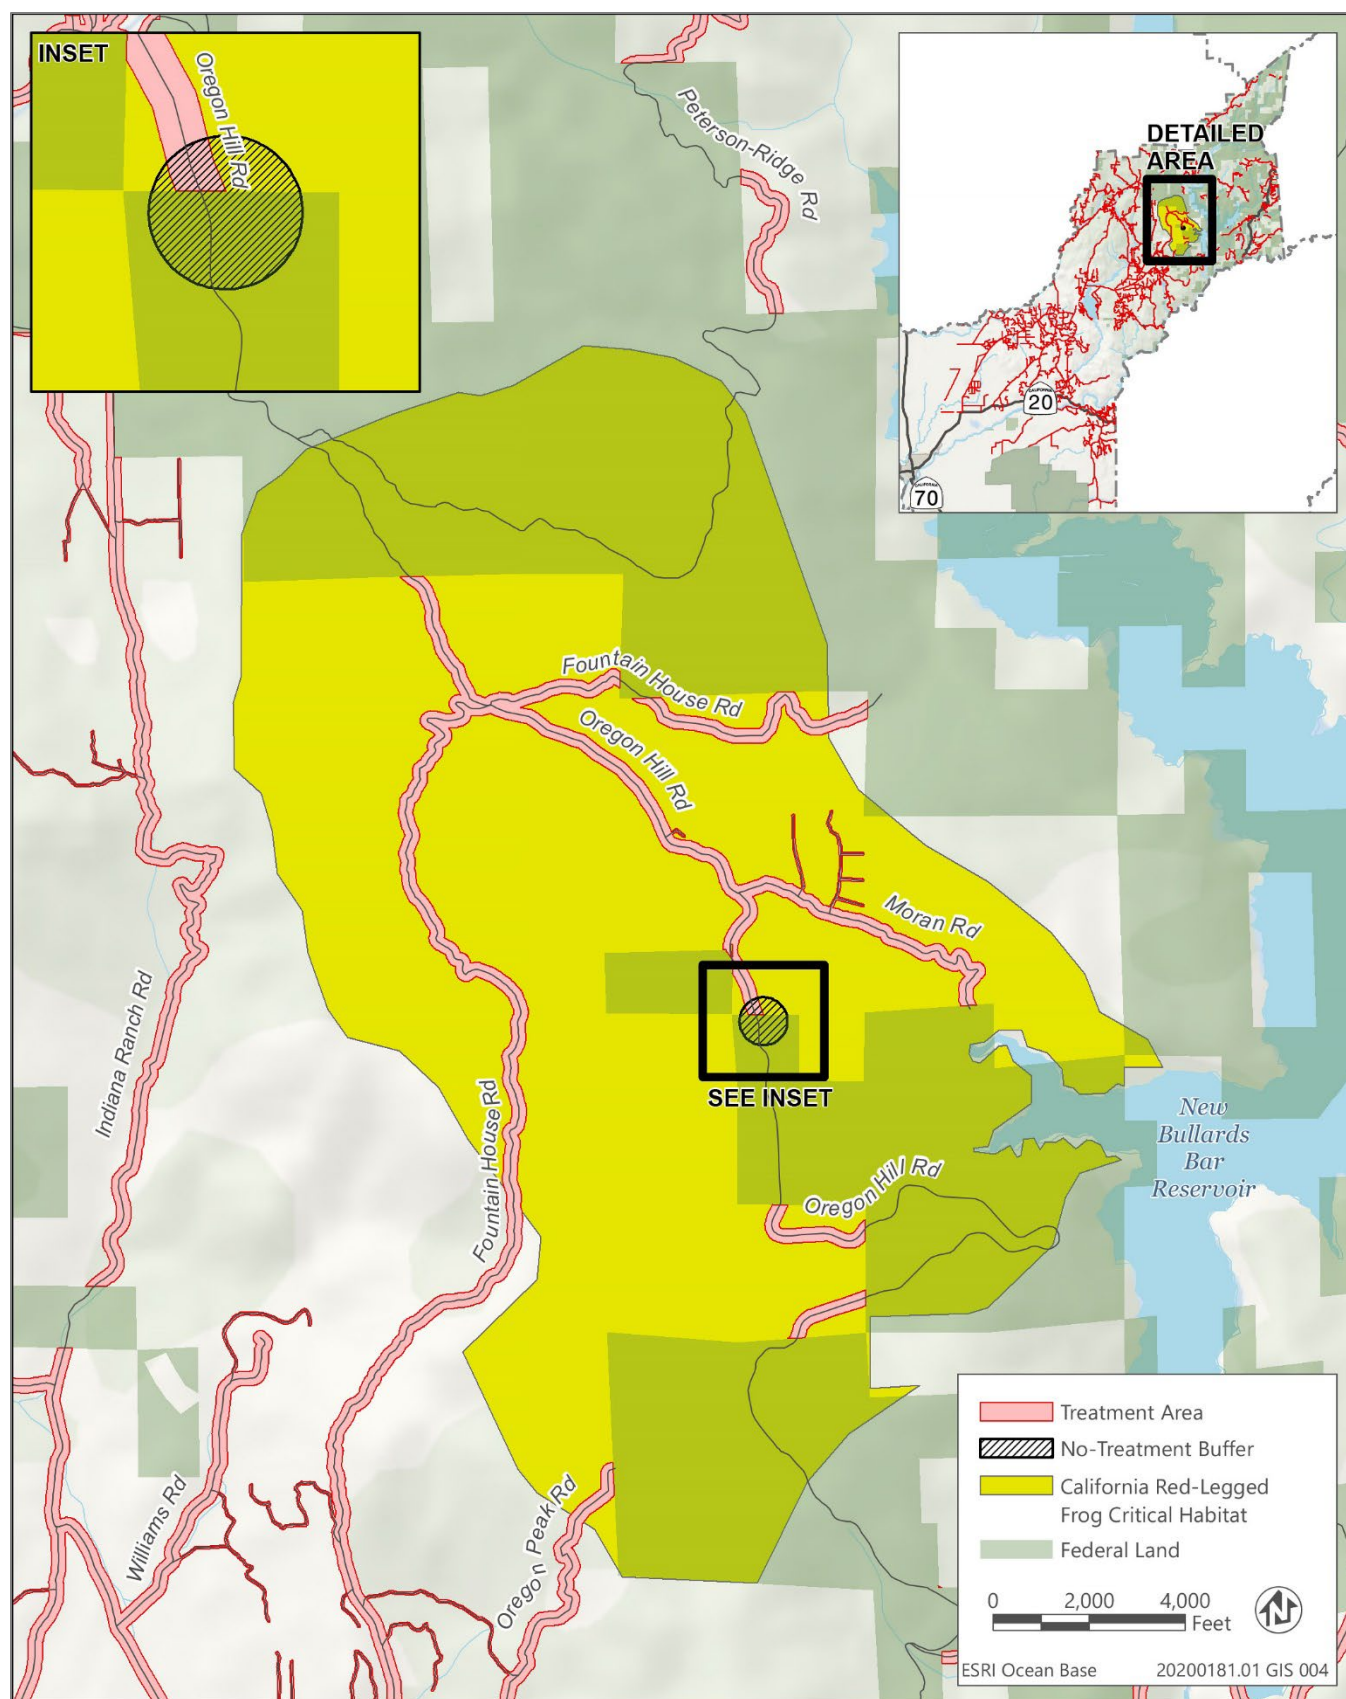 INSET
Oregon Hill Rd
Peterson-Ridge Rd
DETAILED
AREA
CALIFORNIA
20
CALIFORNIA
70
Fountain House Rd
Oregon Hill Rd
Moran Rd
Indiana Ranch Rd
SEE INSET
New
Bullards
Bar
Reservoir
Fountain House Rd
Oregon Hill Rd
Williams Rd
Oregon Peak Rd
Treatment Area
No-Treatment Buffer
California Red-Legged
Frog Critical Habitat
Federal Land
0 2,000 4,000
Feet
N
ESRI Ocean Base 20200181.01 GIS 004